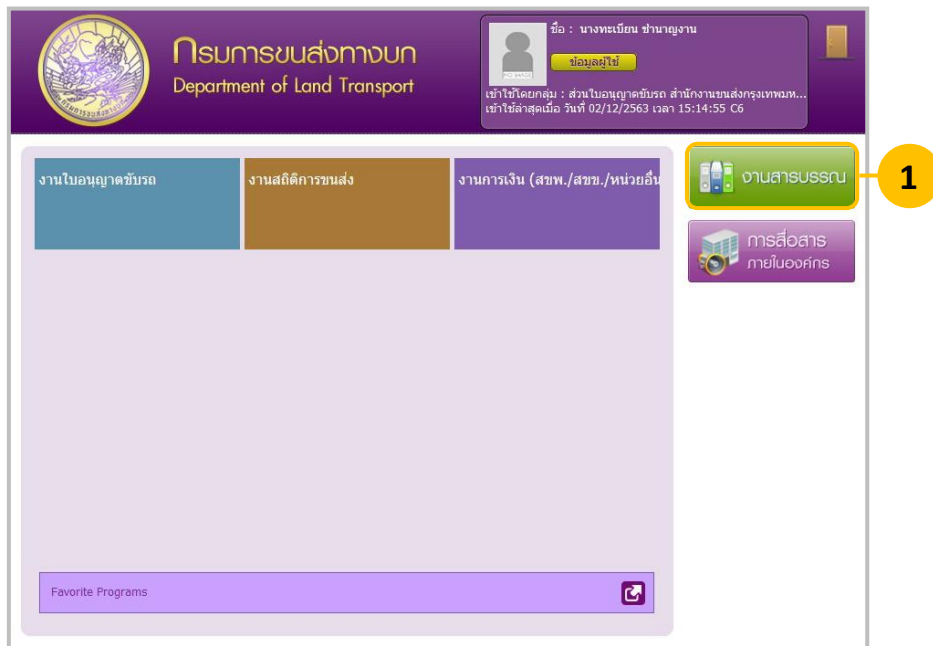 กรมการขนส่งทางบก
Department of Land Transport
ชื่อ : นางทะเบียน ชำนาญงาน
ข้อมูลผู้ใช้
NO IMAGE
เข้าใช้โดยกลุ่ม : ส่วนใบอนุญาตขับรถ สำนักงานขนส่งกรุงเทพมห...
เข้าใช้ล่าสุดเมื่อ วันที่ 02/12/2563 เวลา 15:14:55 C6
งานใบอนุญาตขับรถ
งานสถิติการขนส่ง
งานการเงิน (สขพ./สขข./หน่วยอื่น
งานสารบรรณ
1
การสื่อสาร
ภายในองค์กร
Favorite Programs